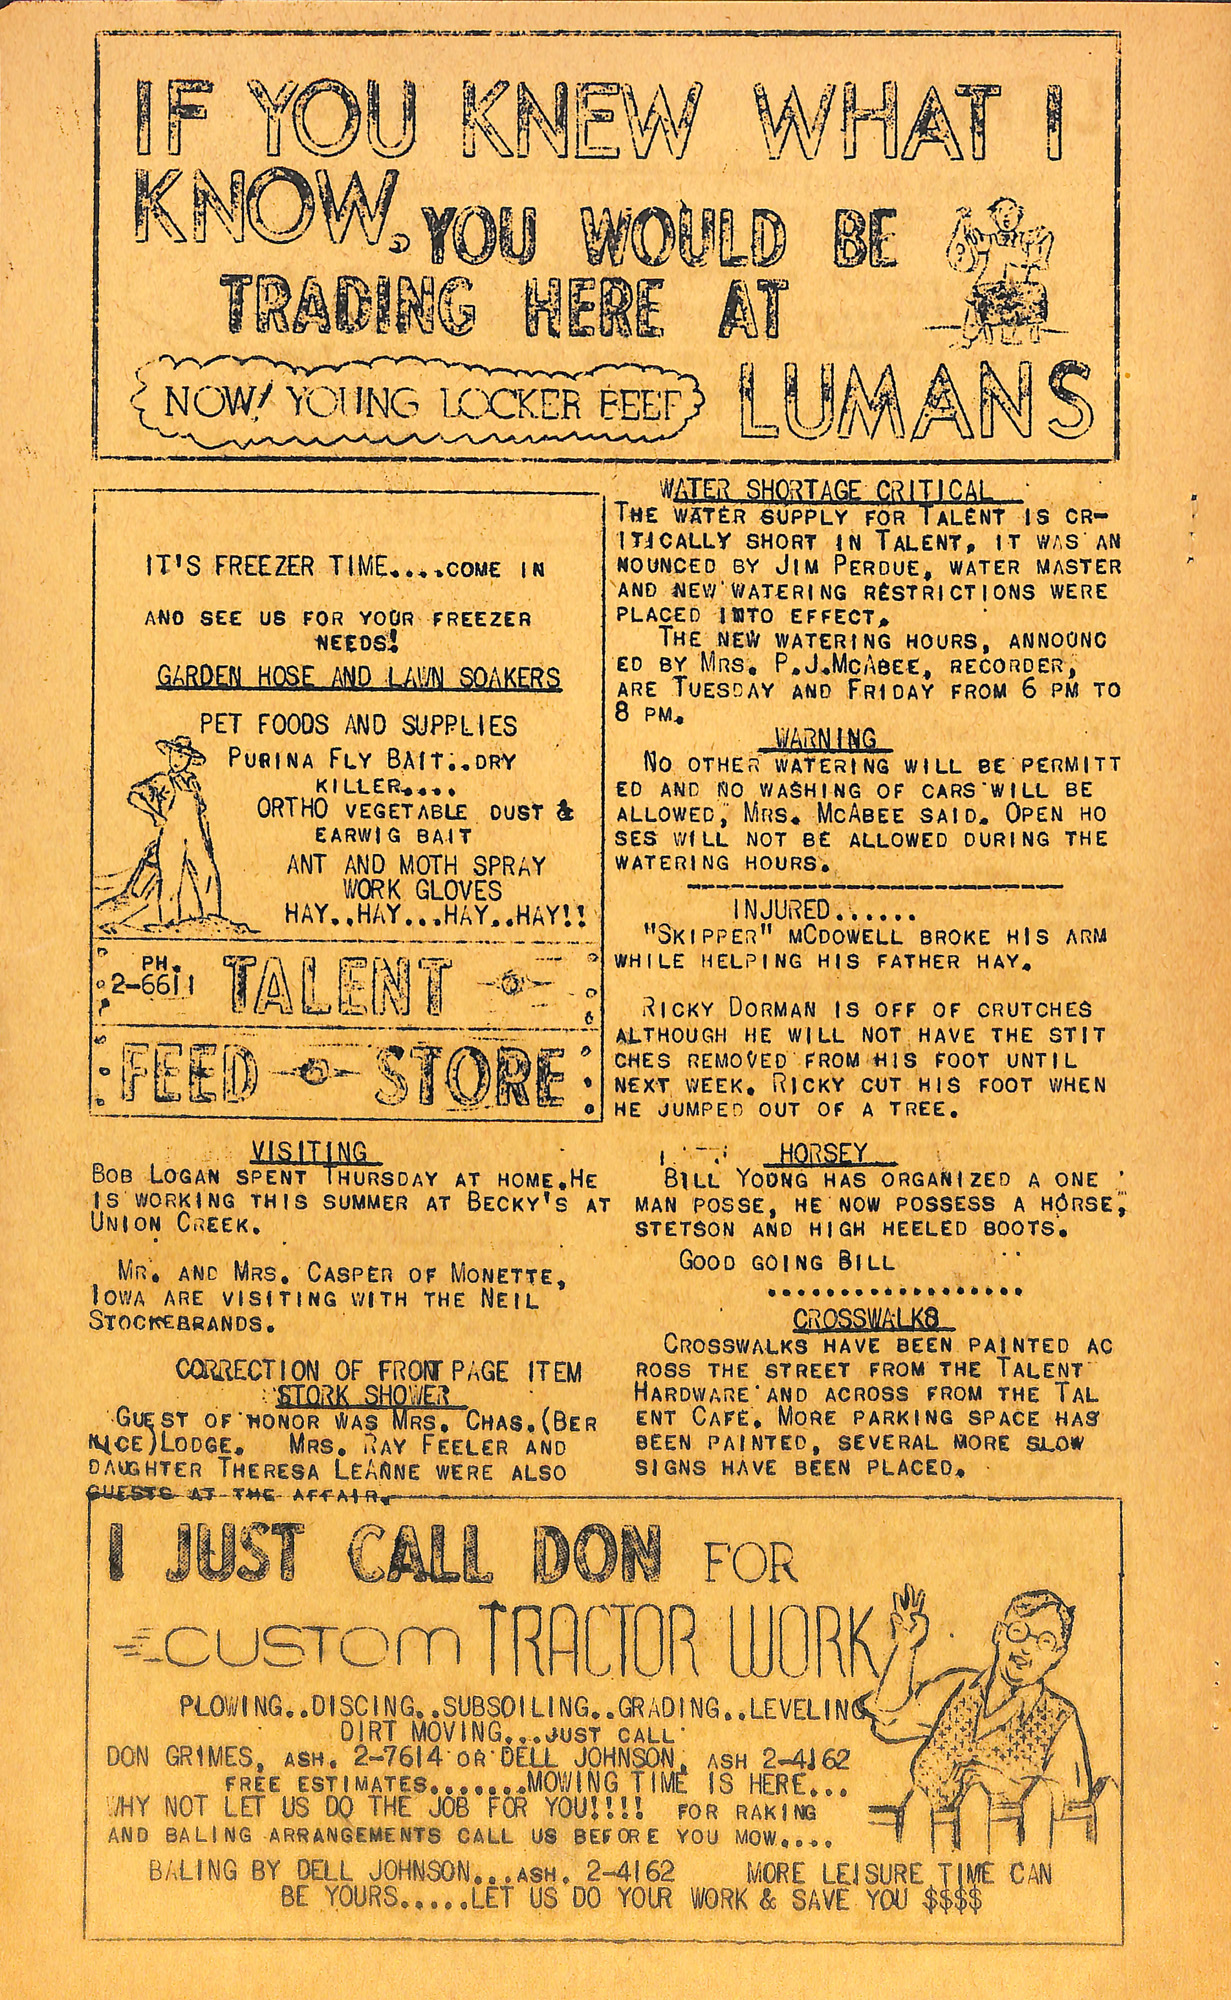 IF YOU KNEW WHAT I
KNOW, YOU WOULD BE
TRADING HERE AT
NOW! YOUNG LOCKER BEEF
LUMANS
IT'S FREEZER TIME....COME IN
AND SEE US FOR YOUR FREEZER
NEEDS!
GARDEN HOSE AND LAWN SOAKERS
PET FOODS AND SUPPLIES
PURINA FLY BAIT..DRY
KILLER....
ORTHO VEGETABLE DUST &
EARWIG BAIT
ANT AND MOTH SPRAY
WORK GLOVES
HAY..HAY...HAY..HAY!!
PH.
2-6611
TALENT
FEED STORE
WATER SHORTAGE CRITICAL
THE WATER SUPPLY FOR TALENT IS CR-
ITICALLY SHORT IN TALENT, IT WAS AN
NOUNCED BY JIM PERDUE, WATER MASTER
AND NEW WATERING RESTRICTIONS WERE
PLACED INTO EFFECT.
THE NEW WATERING HOURS, ANNOUNC
ED BY MRS. P.J.MCABEE, RECORDER,
ARE TUESDAY AND FRIDAY FROM 6 PM TO
8 PM.
WARNING
NO OTHER WATERING WILL BE PERMITT
ED AND NO WASHING OF CARS WILL BE
ALLOWED, MRS. MCABEE SAID. OPEN HO
SES WILL NOT BE ALLOWED DURING THE
WATERING HOURS.
INJURED......
"SKIPPER" MCDOWELL BROKE HIS ARM
WHILE HELPING HIS FATHER HAY.
RICKY DORMAN IS OFF OF CRUTCHES
ALTHOUGH HE WILL NOT HAVE THE STIT
CHES REMOVED FROM HIS FOOT UNTIL
NEXT WEEK. RICKY CUT HIS FOOT WHEN
HE JUMPED OUT OF A TREE.
VISITING
BOB LOGAN SPENT THURSDAY AT HOME.HE
IS WORKING THIS SUMMER AT BECKY'S AT
UNION CREEK.
MR. AND MRS. CASPER OF MONETTE,
IOWA ARE VISITING WITH THE NEIL
STOCKEBRANDS.
CORRECTION OF FRONT PAGE ITEM
STORK SHOWER
GUEST OF HONOR WAS MRS. CHAS.(BER
NICE)LODGE. MRS. RAY FEELER AND
DAUGHTER THERESA LEANNE WERE ALSO
GUESTS AT THE AFFAIR.
HORSEY
BILL YOONG HAS ORGANIZED A ONE
MAN POSSE, HE NOW POSSESS A HORSE,
STETSON AND HIGH HEELED BOOTS.
GOOD GOING BILL
..................
CROSSWALKS
CROSSWALKS HAVE BEEN PAINTED AC
ROSS THE STREET FROM THE TALENT
HARDWARE AND ACROSS FROM THE TAL
ENT CAFE. MORE PARKING SPACE HAS
BEEN PAINTED, SEVERAL MORE SLOW
SIGNS HAVE BEEN PLACED.
I JUST CALL DON FOR
CUSTOM TRACTOR WORK
PLOWING..DISCING..SUBSOILING..GRADING..LEVELING
DIRT MOVING...JUST CALL
DON GRIMES, ASH. 2-7614 OR DELL JOHNSON, ASH 2-4162
FREE ESTIMATES.......MOWING TIME IS HERE...
WHY NOT LET US DO THE JOB FOR YOU!!!! FOR RAKING
AND BALING ARRANGEMENTS CALL US BEFORE YOU MOW....
BALING BY DELL JOHNSON...ASH. 2-4162 MORE LEISURE TIME CAN
BE YOURS.....LET US DO YOUR WORK & SAVE YOU $$$$